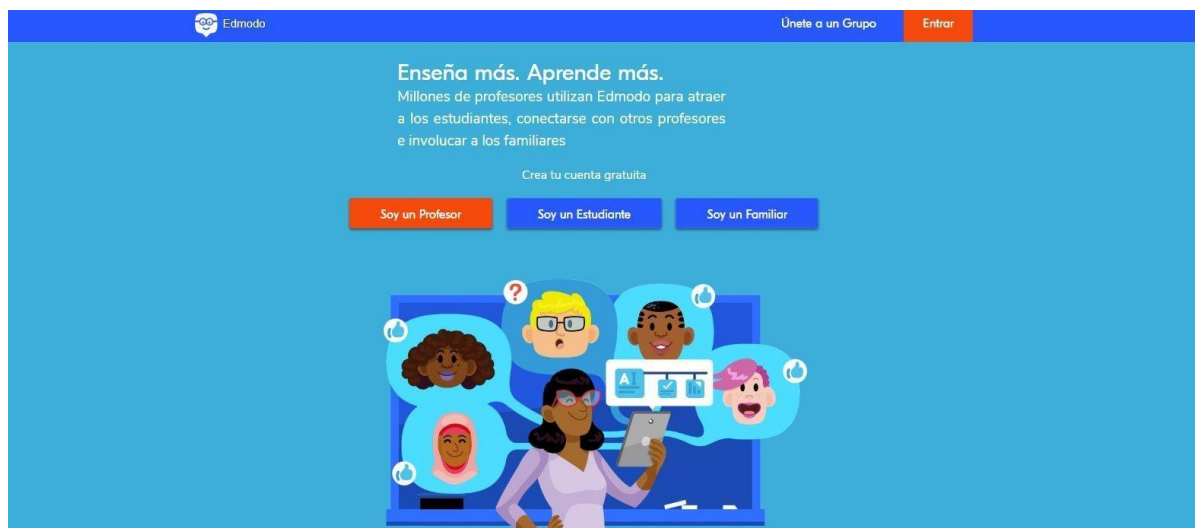 Edmodo
Únete a un Grupo
Entrar
Enseña más. Aprende más.
Millones de profesores utilizan Edmodo para atraer
a los estudiantes, conectarse con otros profesores
e involucar a los familiares
Crea tu cuenta gratuita
Soy un Profesor
Soy un Estudiante
Soy un Familiar
?
A